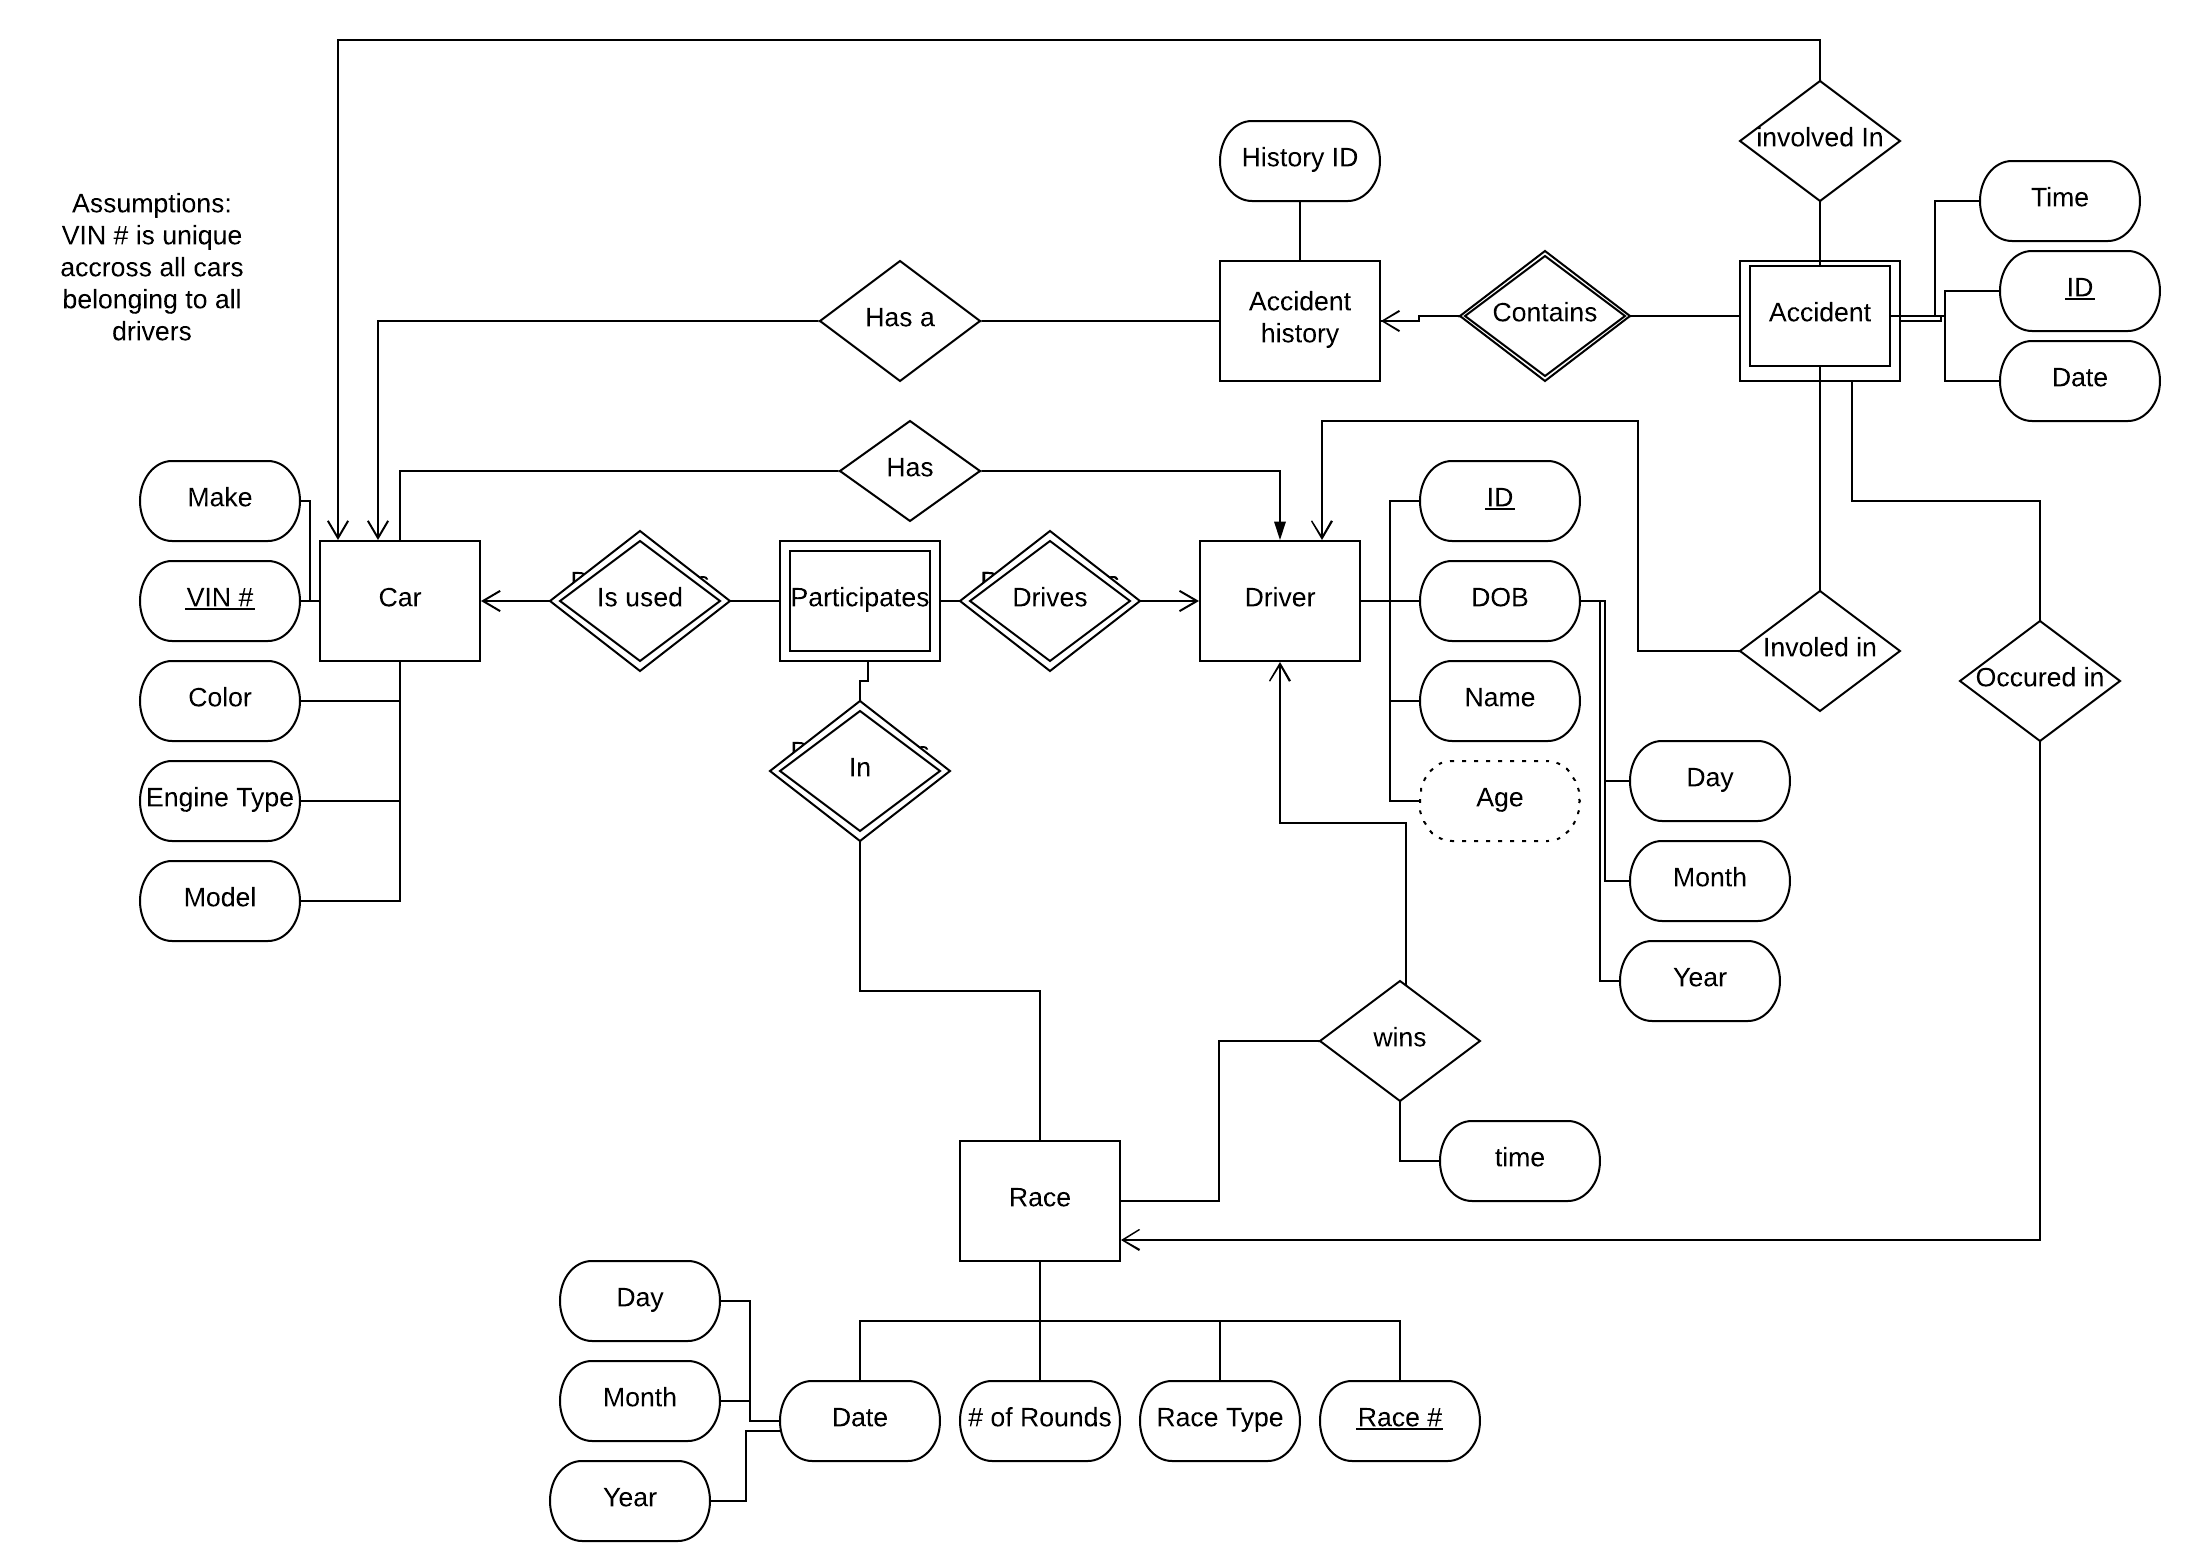 involved In
History ID
Time
Assumptions:
VIN # is unique
accross all cars
belonging to all
drivers
ID
Has a
Accident
history
Contains
Accident
Date
Has
Make
ID
VIN #
Car
Is used
Participates
Drives
Driver
DOB
Involed in
Occured in
Color
Name
In
Day
Engine Type
Age
Month
Model
Year
wins
time
Race
Day
Month
Date
# of Rounds
Race Type
Race #
Year